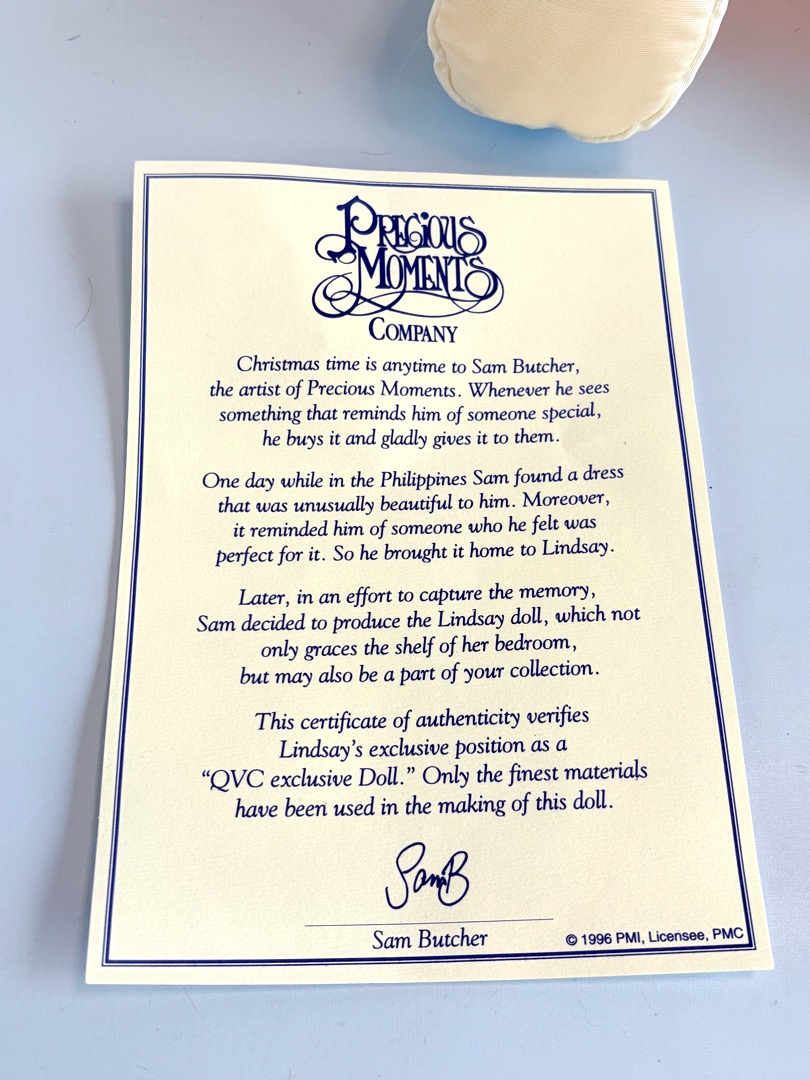 PRECIOUS
MOMENTS
COMPANY
Christmas time is anytime to Sam Butcher,
the artist of Precious Moments. Whenever he sees
something that reminds him of someone special,
he buys it and gladly gives it to them.
One day while in the Philippines Sam found a dress
that was unusually beautiful to him. Moreover,
it reminded him of someone who he felt was
perfect for it. So he brought it home to Lindsay.
Later, in an effort to capture the memory,
Sam decided to produce the Lindsay doll, which not
only graces the shelf of her bedroom,
but may also be a part of your collection.
This certificate of authenticity verifies
Lindsay's exclusive position as a
“QVC exclusive Doll.” Only the finest materials
have been used in the making of this doll.
Sam B
Sam Butcher
© 1996 PMI, Licensee, PMC